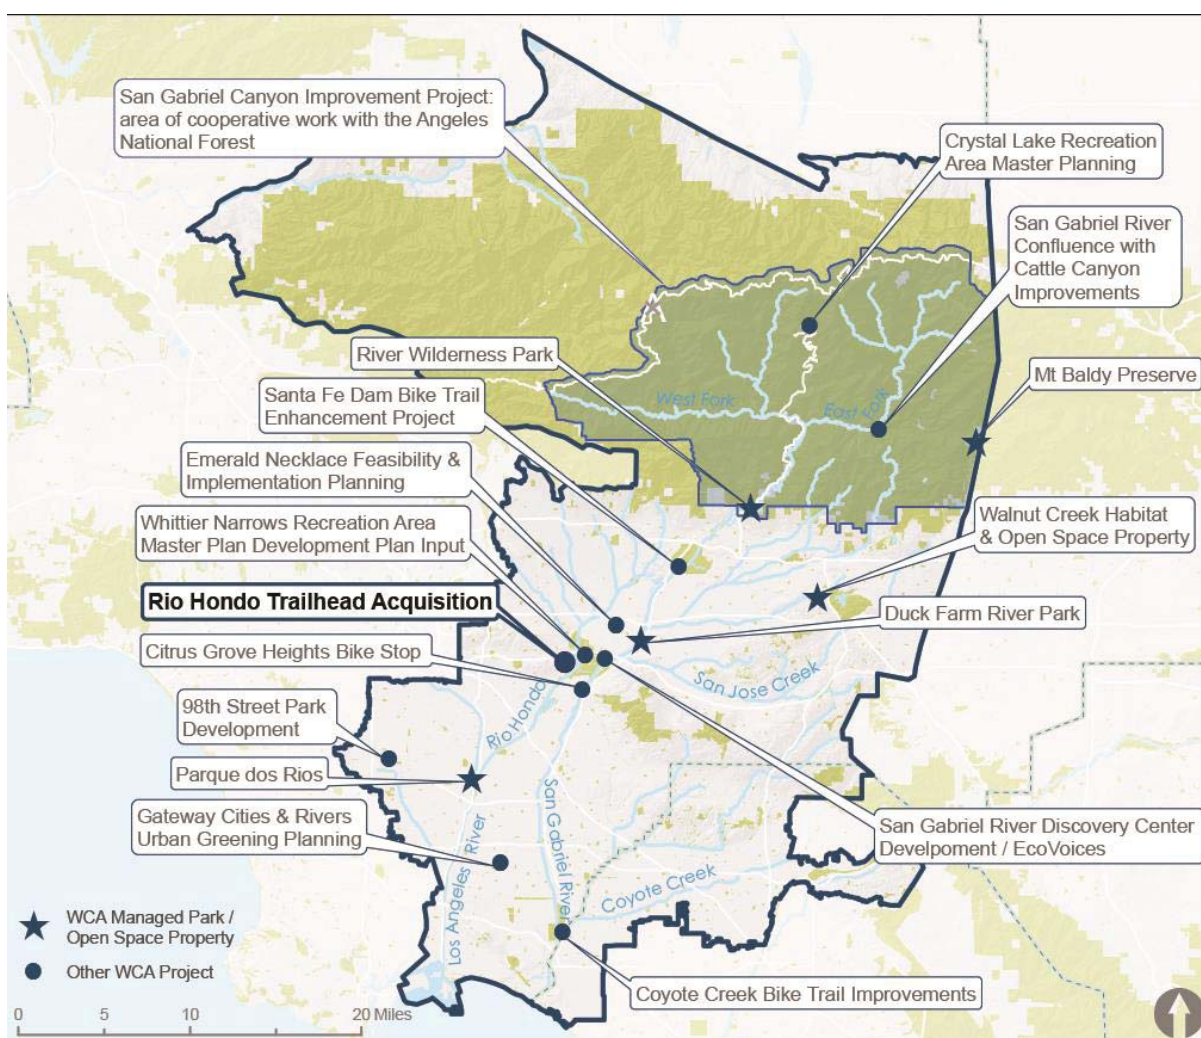 San Gabriel Canyon Improvement Project:
area of cooperative work with the Angeles
National Forest
Crystal Lake Recreation
Area Master Planning
San Gabriel River
Confluence with
Cattle Canyon
Improvements
River Wilderness Park
Santa Fe Dam Bike Trail
Enhancement Project
Mt Baldy Preserve
West Fork
East Fork
Emerald Necklace Feasibility &
Implementation Planning
Whittier Narrows Recreation Area
Master Plan Development Plan Input
Walnut Creek Habitat
& Open Space Property
Rio Hondo Trailhead Acquisition
Duck Farm River Park
Citrus Grove Heights Bike Stop
San Jose Creek
98th Street Park
Development
Rio Hondo
Parque dos Rios
Gateway Cities & Rivers
Urban Greening Planning
San Gabriel River
San Gabriel River Discovery Center
Develpoment / EcoVoices
Los Angeles River
Coyote Creek
WCA Managed Park /
Open Space Property
Other WCA Project
Coyote Creek Bike Trail Improvements
0 5 10 20 Miles